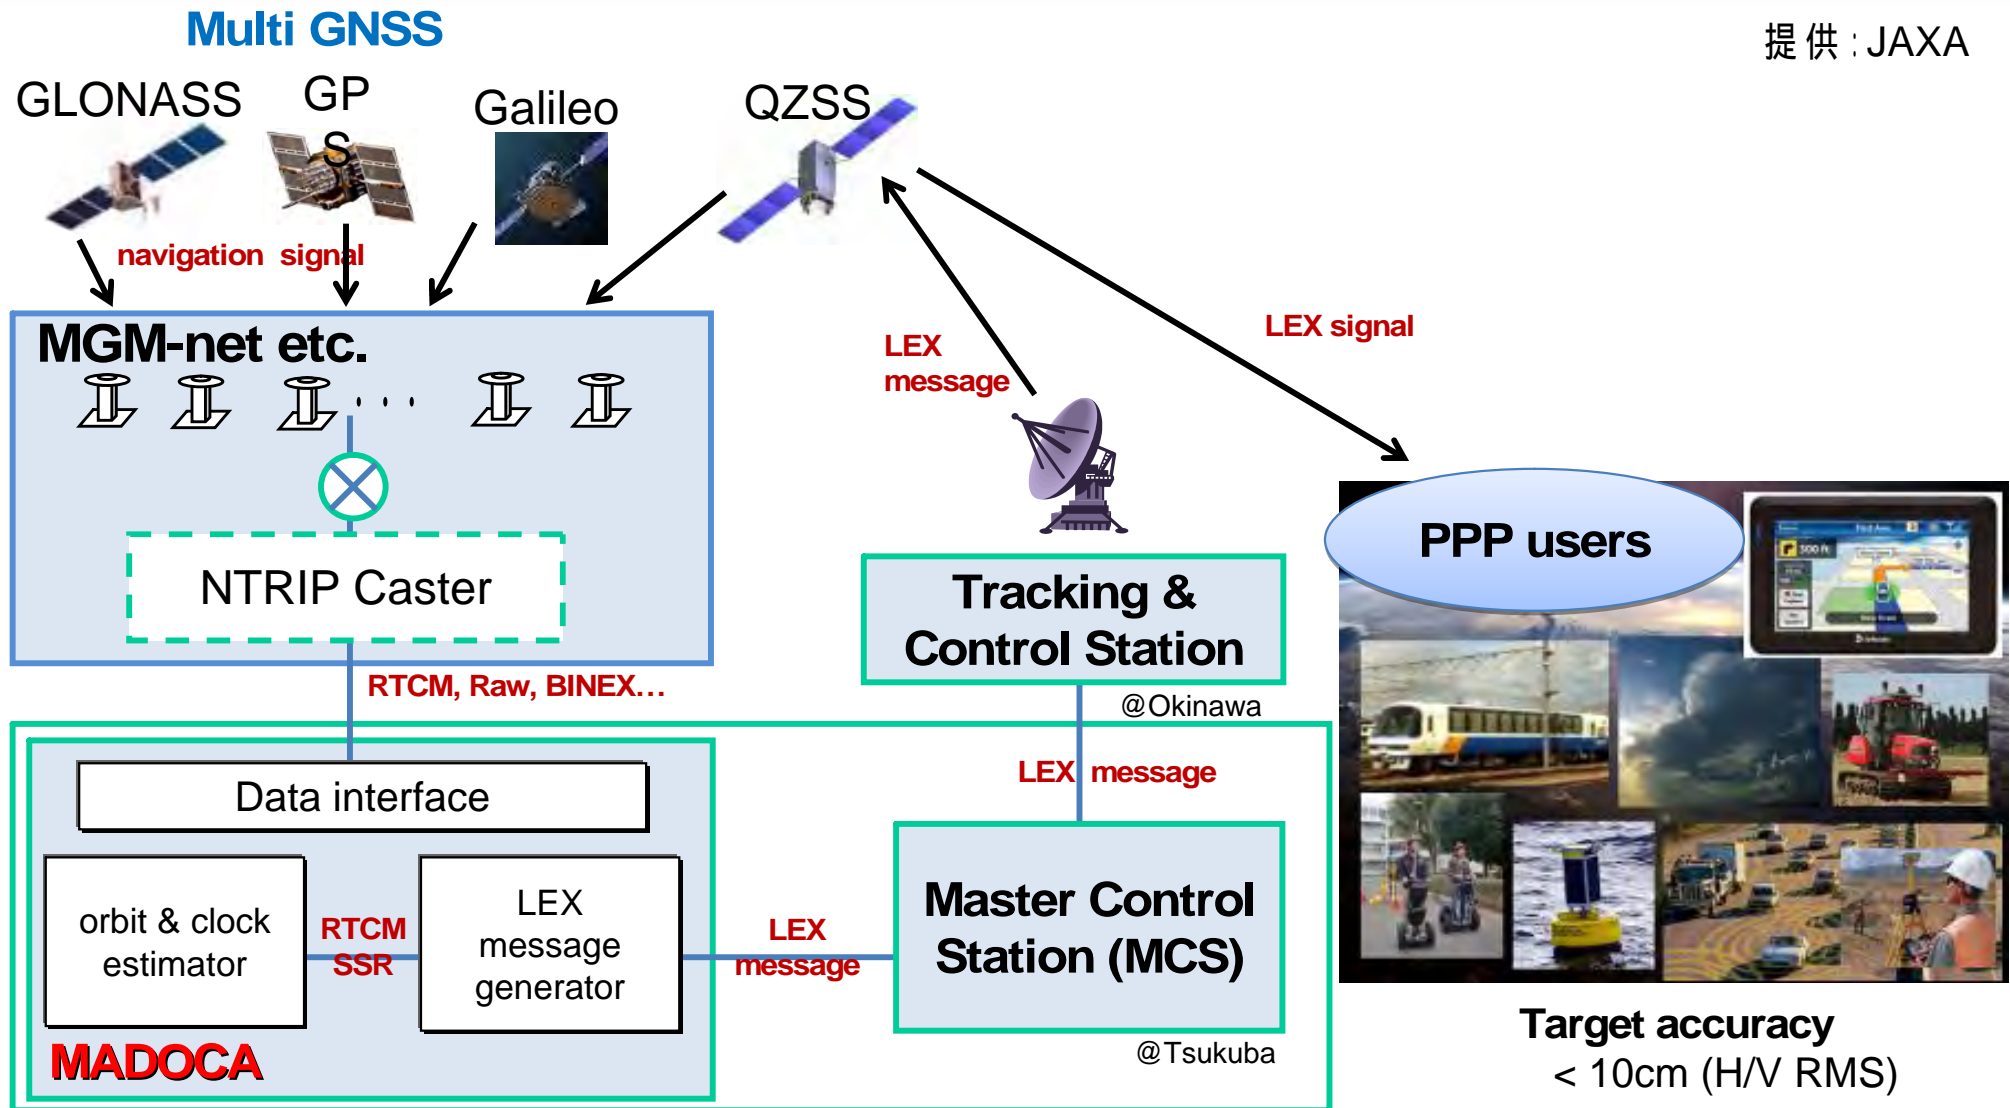 Multi GNSS
提供:JAXA
GLONASS
GP
S
Galileo
QZSS
navigation signal
MGM-net etc.
. . .
NTRIP Caster
RTCM, Raw, BINEX…
LEX
message
LEX signal
Tracking &
Control Station
@Okinawa
LEX message
PPP users
300 ft
Data interface
orbit & clock
estimator
RTCM
SSR
LEX
message
generator
LEX
message
Master Control
Station (MCS)
@Tsukuba
MADOCA
Target accuracy
< 10cm (H/V RMS)